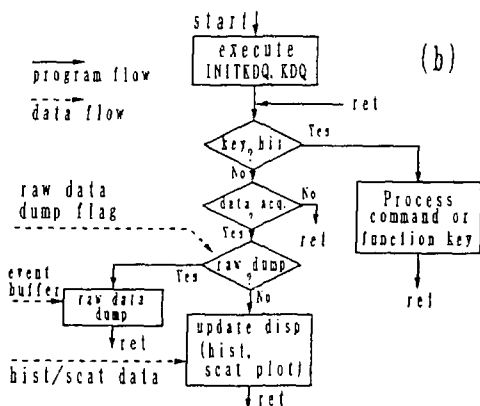 start
execute
INITKDQ.KDQ
(b)
program flow
data flow
ret
key hit
?
Yes
No
data acq.
?
No
ret
Yes
Process
command or
function key
ret
raw data
dump flag
raw dump
?
Yes
No
event
buffer
raw data
dump
ret
update disp
(hist,
scat plot)
ret
hist/scat data